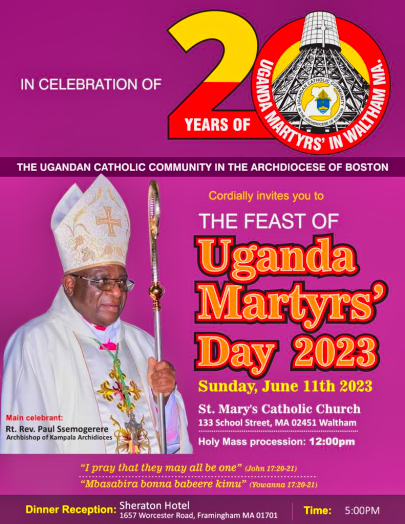 IN CELEBRATION OF
20
YEARS OF
UGANDA MARTYRS' IN WALTHAM MA.
THE UGANDAN CATHOLIC COMMUNITY IN THE ARCHDIOCESE OF BOSTON
Cordially invites you to
THE FEAST OF
Uganda
Martyrs'
Day 2023
Sunday, June 11th 2023
St. Mary's Catholic Church
133 School Street, MA 02451 Waltham
Holy Mass procession: 12:00pm
Main celebrant:
Rt. Rev. Paul Ssemogerere
Archbishop of Kampala Archdioces
"I pray that they may all be one" (John 17:20-21)
"Mbasabira bonna babeere kimu" (Yowanna 17:20-21)
Dinner Reception: Sheraton Hotel
1657 Worcester Road, Framingham MA 01701
Time: 5:00PM